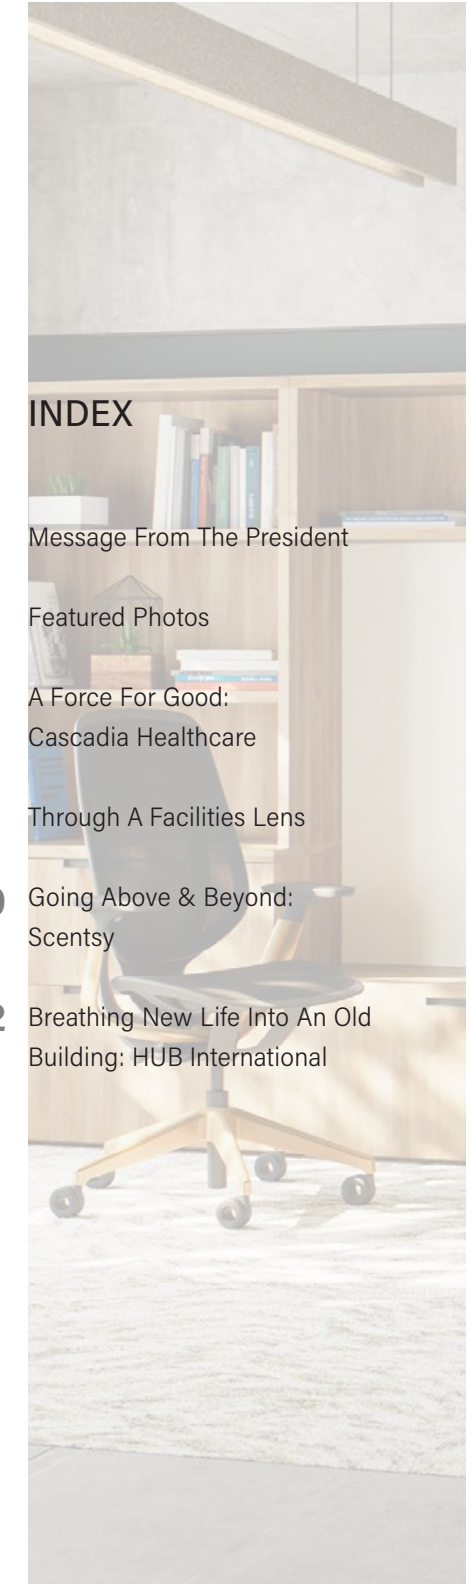 INDEX
Message From The President
Featured Photos
A Force For Good:
Cascadia Healthcare
Through A Facilities Lens
Going Above & Beyond:
Scentsy
Breathing New Life Into An Old
Building: HUB International